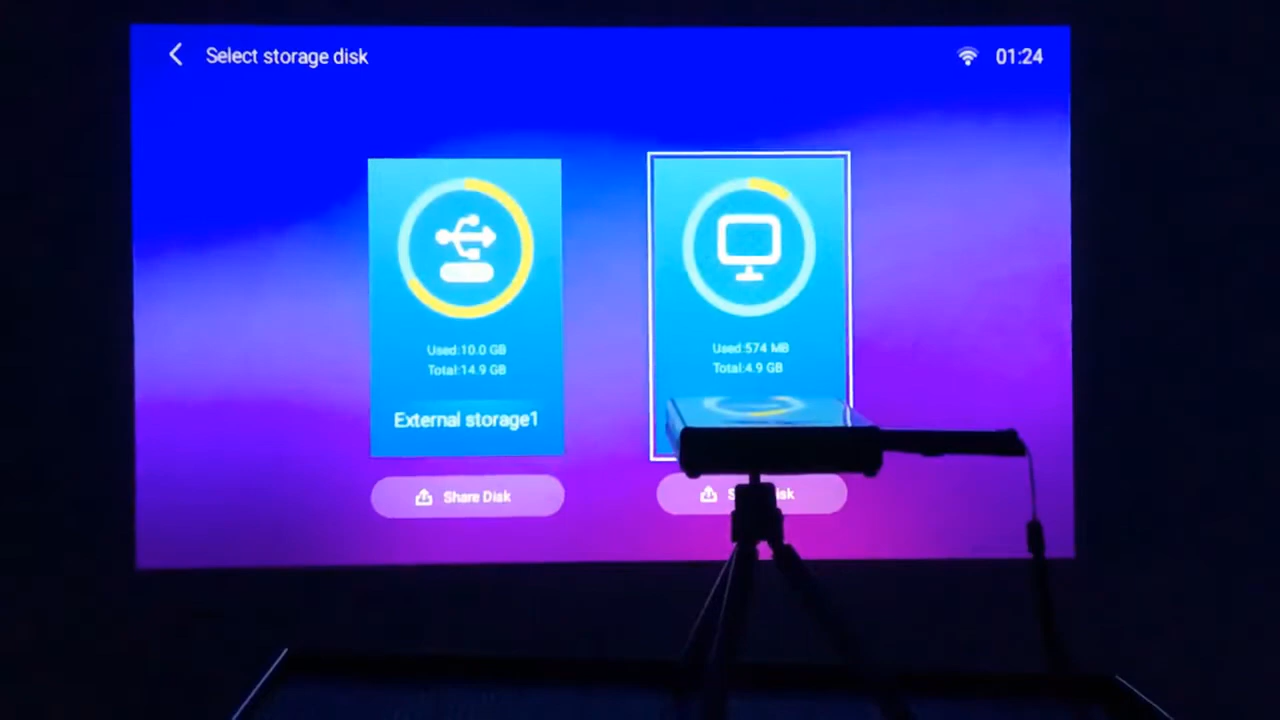 Select storage disk
01:24
Used:10.0 GB
Total:14.9 GB
External storage1
Share Disk
Used:574 MB
Total:4.9 GB